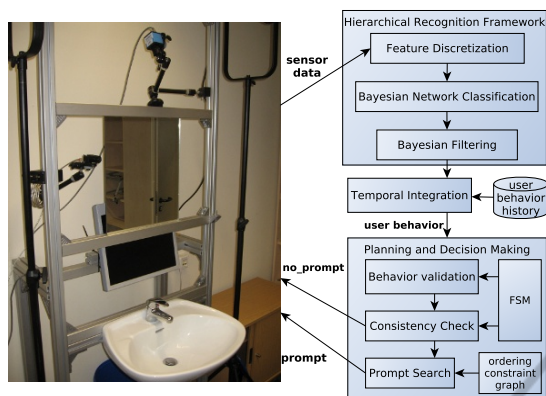 Hierarchical Recognition Framework
Feature Discretization
sensor
data
Bayesian Network Classification
Bayesian Filtering
Temporal Integration
user
behavior
history
user behavior
Planning and Decision Making
no_prompt
Behavior validation
FSM
Consistency Check
prompt
Prompt Search
ordering
constraint
graph